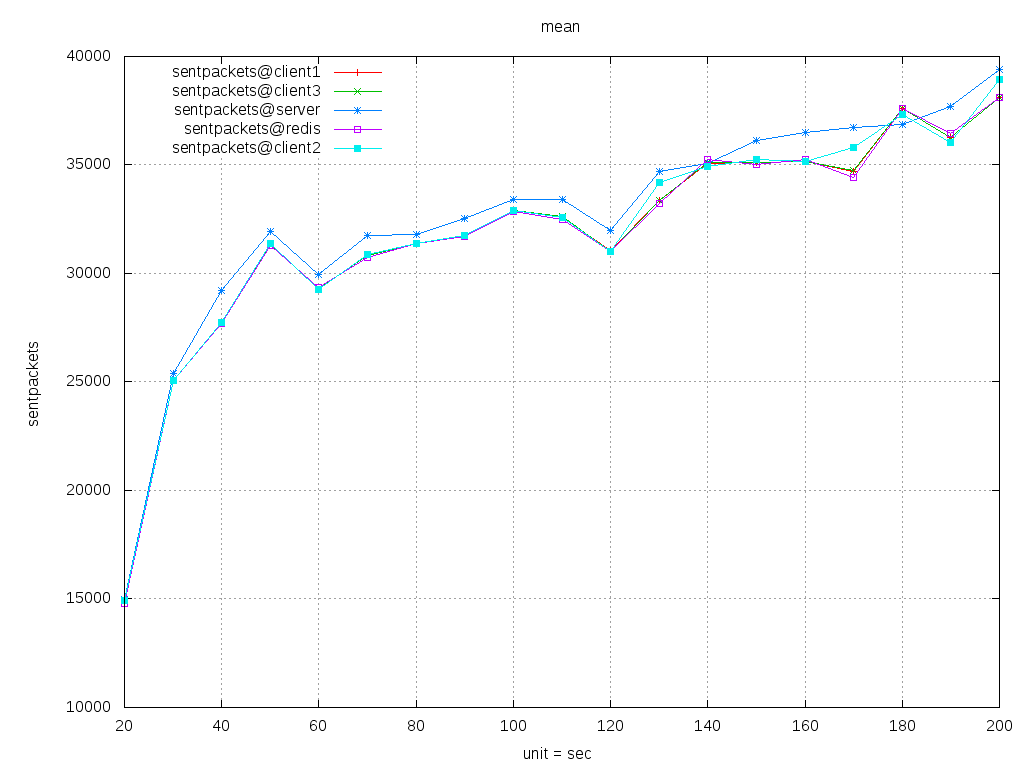 mean
40000
35000
30000
25000
20000
15000
10000
sentpackets
sentpackets@client1
sentpackets@client3
sentpackets@server
sentpackets@redis
sentpackets@client2
20 40 60 80 100 120 140 160 180 200
unit = sec